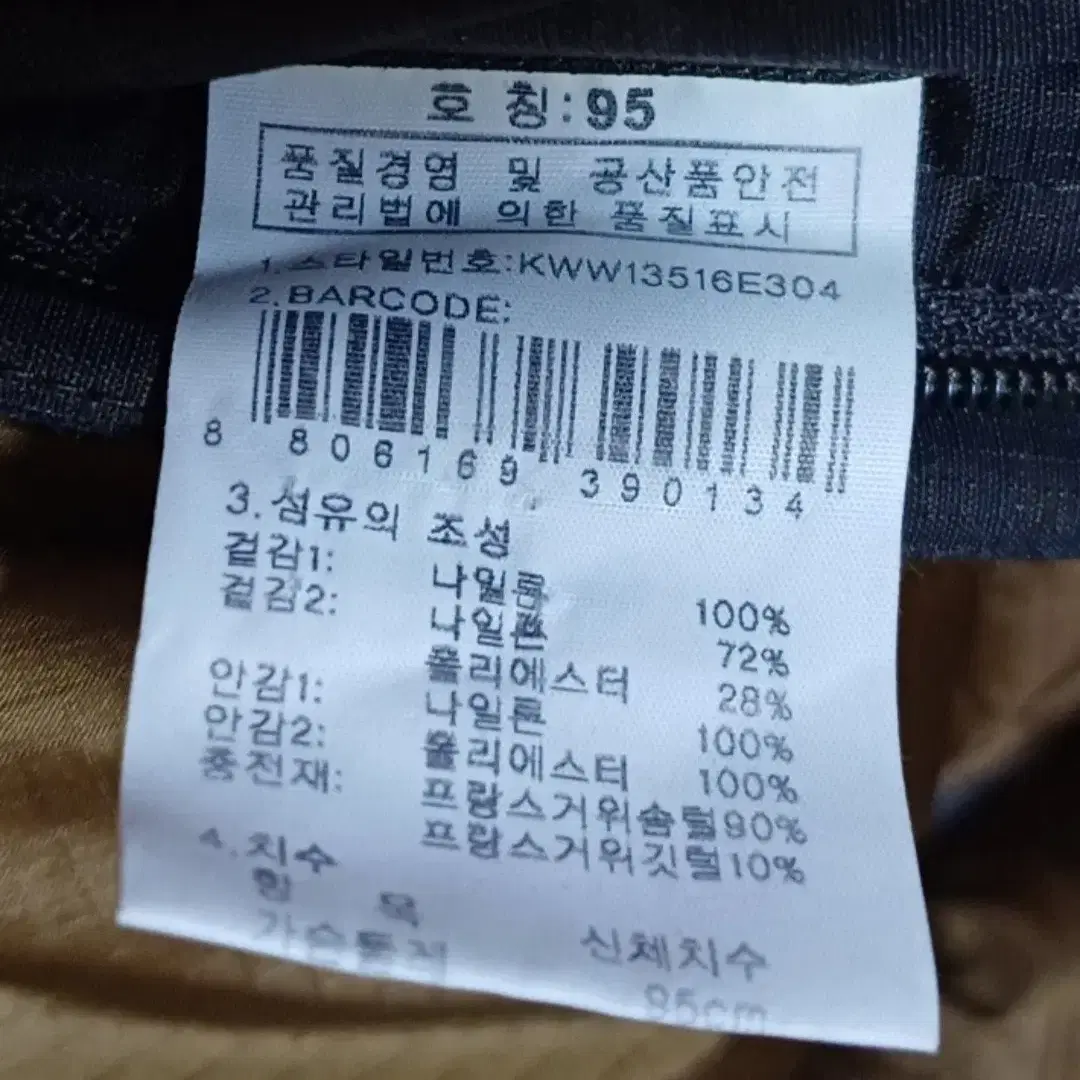 호 칭:95
품질경영 및 공산품안전
관리법에 의한 품질표시
1.스타일번호:KWW13516E304
2.BARCODE:
8 806169 390134
3.섬유의 조성
겉감1: 나일론 100%
겉감2: 나일론 72%
폴리에스터 28%
안감1: 나일론 100%
안감2: 폴리에스터 100%
충전재: 프랑스거위솜털90%
프랑스거위깃털10%
4.치수
항 목 신체치수
가슴둘레 95cm